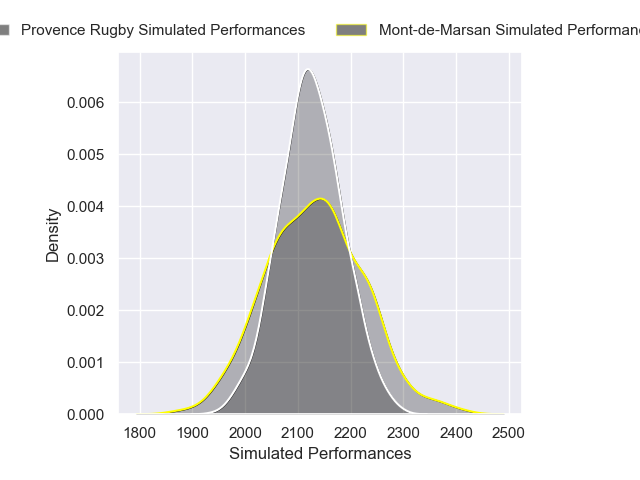 Provence Rugby Simulated Performances Mont-de-Marsan Simulated
0.006
0.005
0.004
0.003
0.002
0.001
0.000
Density
1800 1900 2000 2100 2200 2300 2400 2500
Simulated Performances